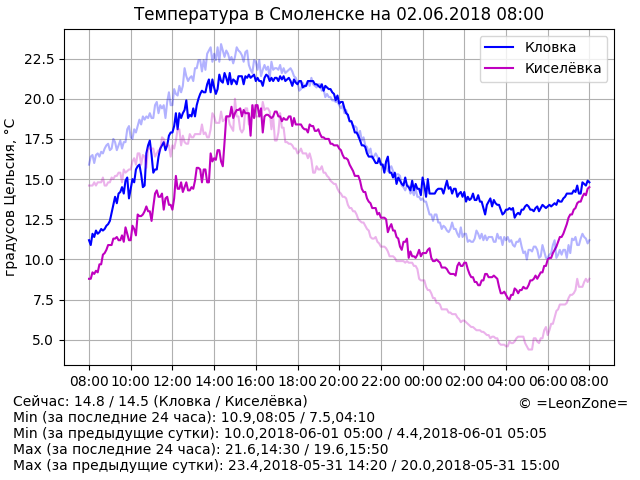 Температура в Смоленске на 02.06.2018 08:00
Кловка
Киселёвка
градусов Цельсия, °C
22.5
20.0
17.5
15.0
12.5
10.0
7.5
5.0
08:00 10:00 12:00 14:00 16:00 18:00 20:00 22:00 00:00 02:00 04:00 06:00 08:00
Сейчас: 14.8 / 14.5 (Кловка / Киселёвка)
© =LeonZone=
Min (за последние 24 часа): 10.9,08:05 / 7.5,04:10
Min (за предыдущие сутки): 10.0,2018-06-01 05:00 / 4.4,2018-06-01 05:05
Max (за последние 24 часа): 21.6,14:30 / 19.6,15:50
Max (за предыдущие сутки): 23.4,2018-05-31 14:20 / 20.0,2018-05-31 15:00